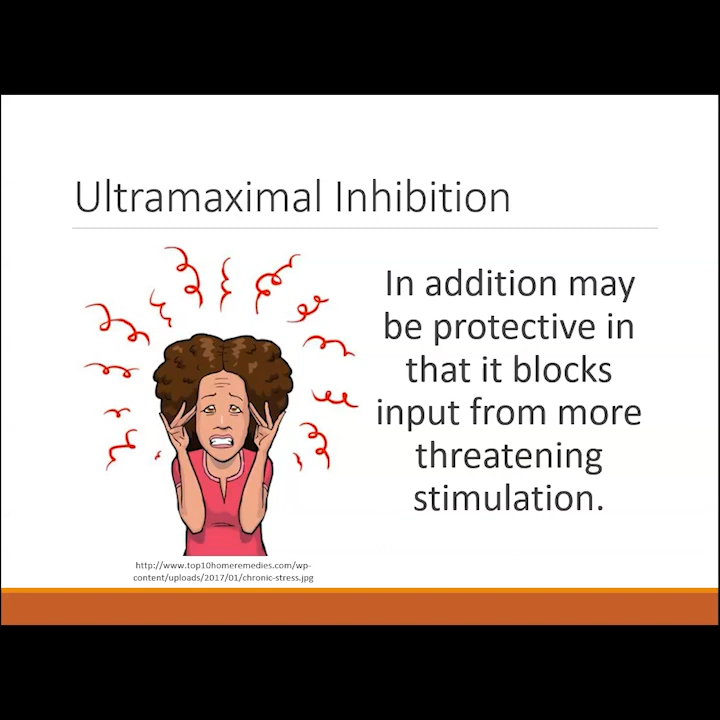 Ultramaximal Inhibition
In addition may
be protective in
that it blocks
input from more
threatening
stimulation.
http://www.top10homeremedies.com/wp-
content/uploads/2017/01/chronic-stress.jpg